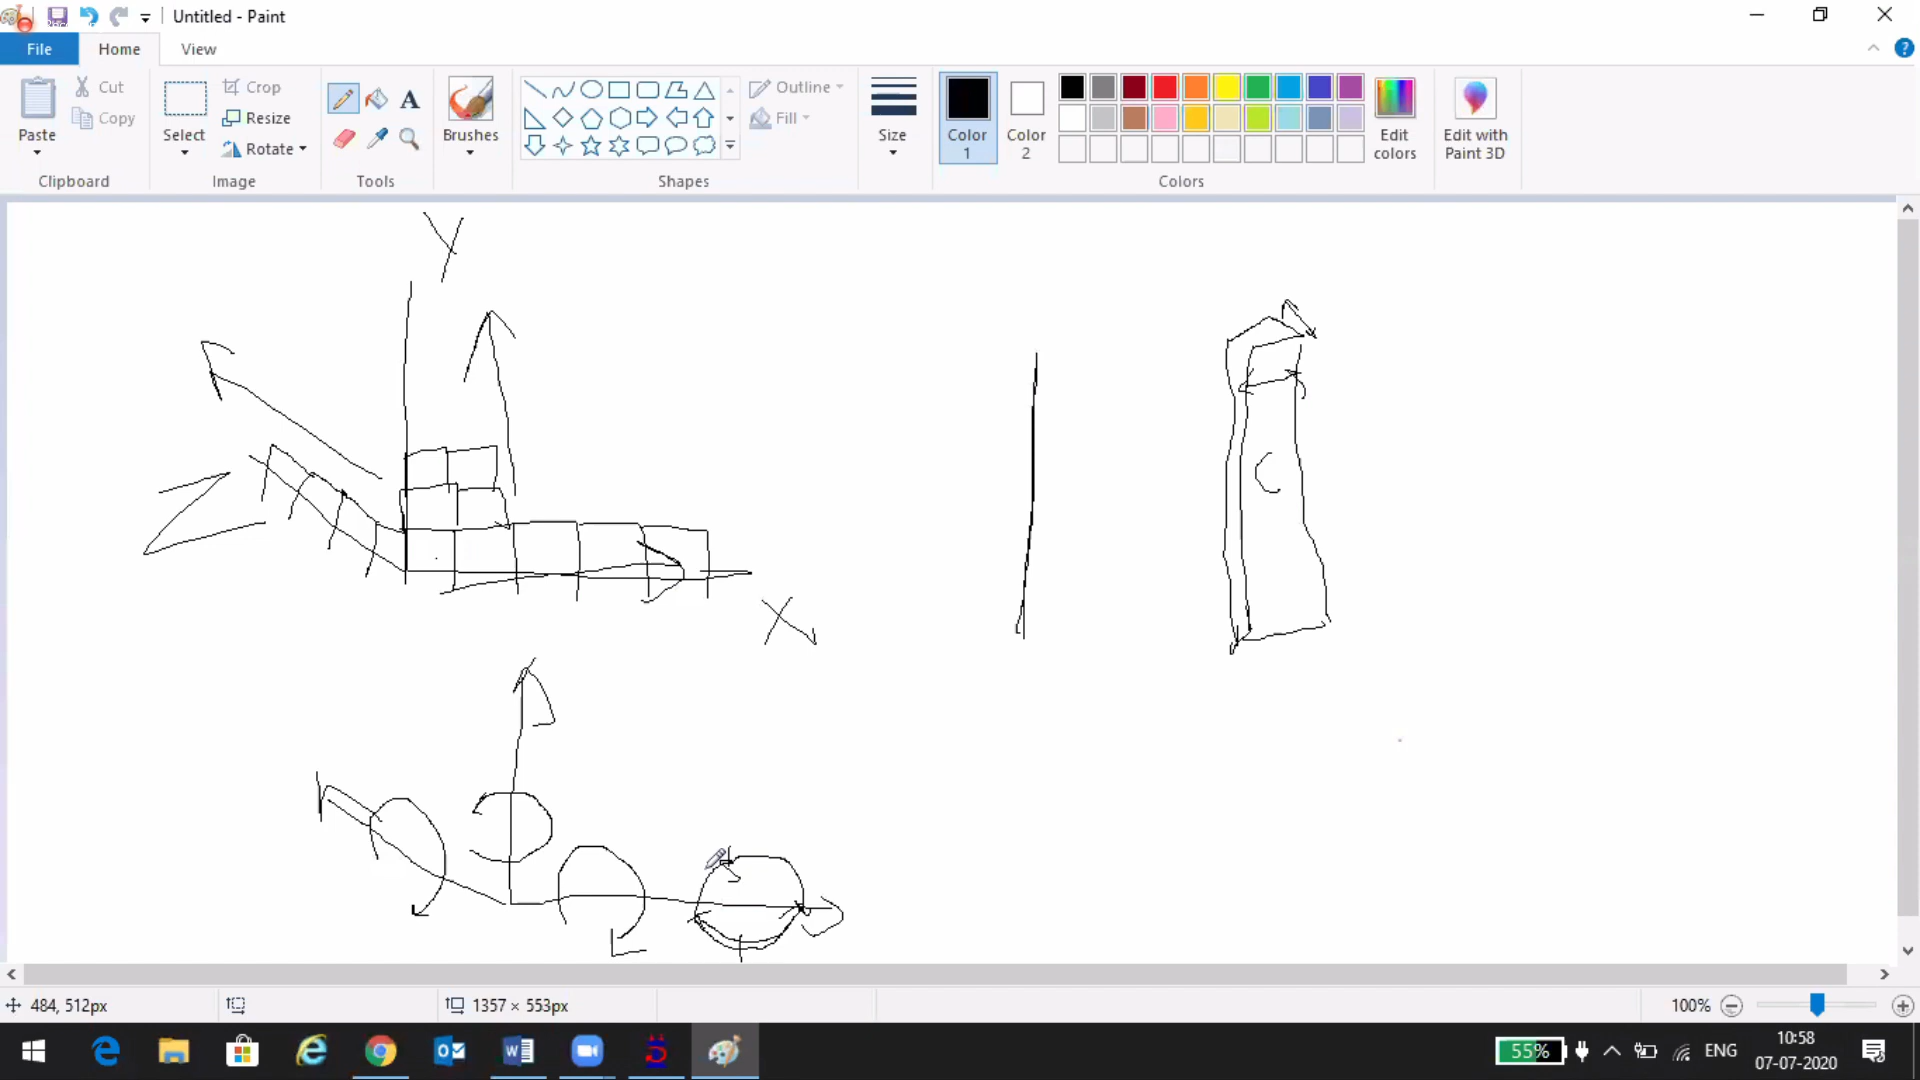 Untitled - Paint
File Home View
Paste
Cut
Copy
Clipboard
Select
Crop
Resize
Rotate
Image
A
Tools
Brushes
Shapes
Outline
Fill
Size
Color 1
Color 2
Edit colors
Colors
Edit with Paint 3D
Y
X
Z
484, 512px
1357 × 553px
100%
55%
ENG
10:58
07-07-2020